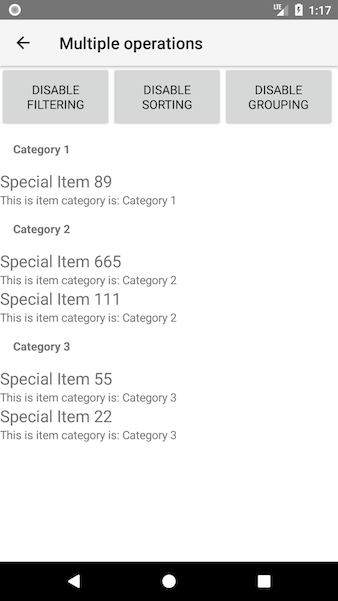 LTE 1:17
Multiple operations
DISABLE FILTERING
DISABLE SORTING
DISABLE GROUPING
Category 1
Special Item 89
This is item category is: Category 1
Category 2
Special Item 665
This is item category is: Category 2
Special Item 111
This is item category is: Category 2
Category 3
Special Item 55
This is item category is: Category 3
Special Item 22
This is item category is: Category 3